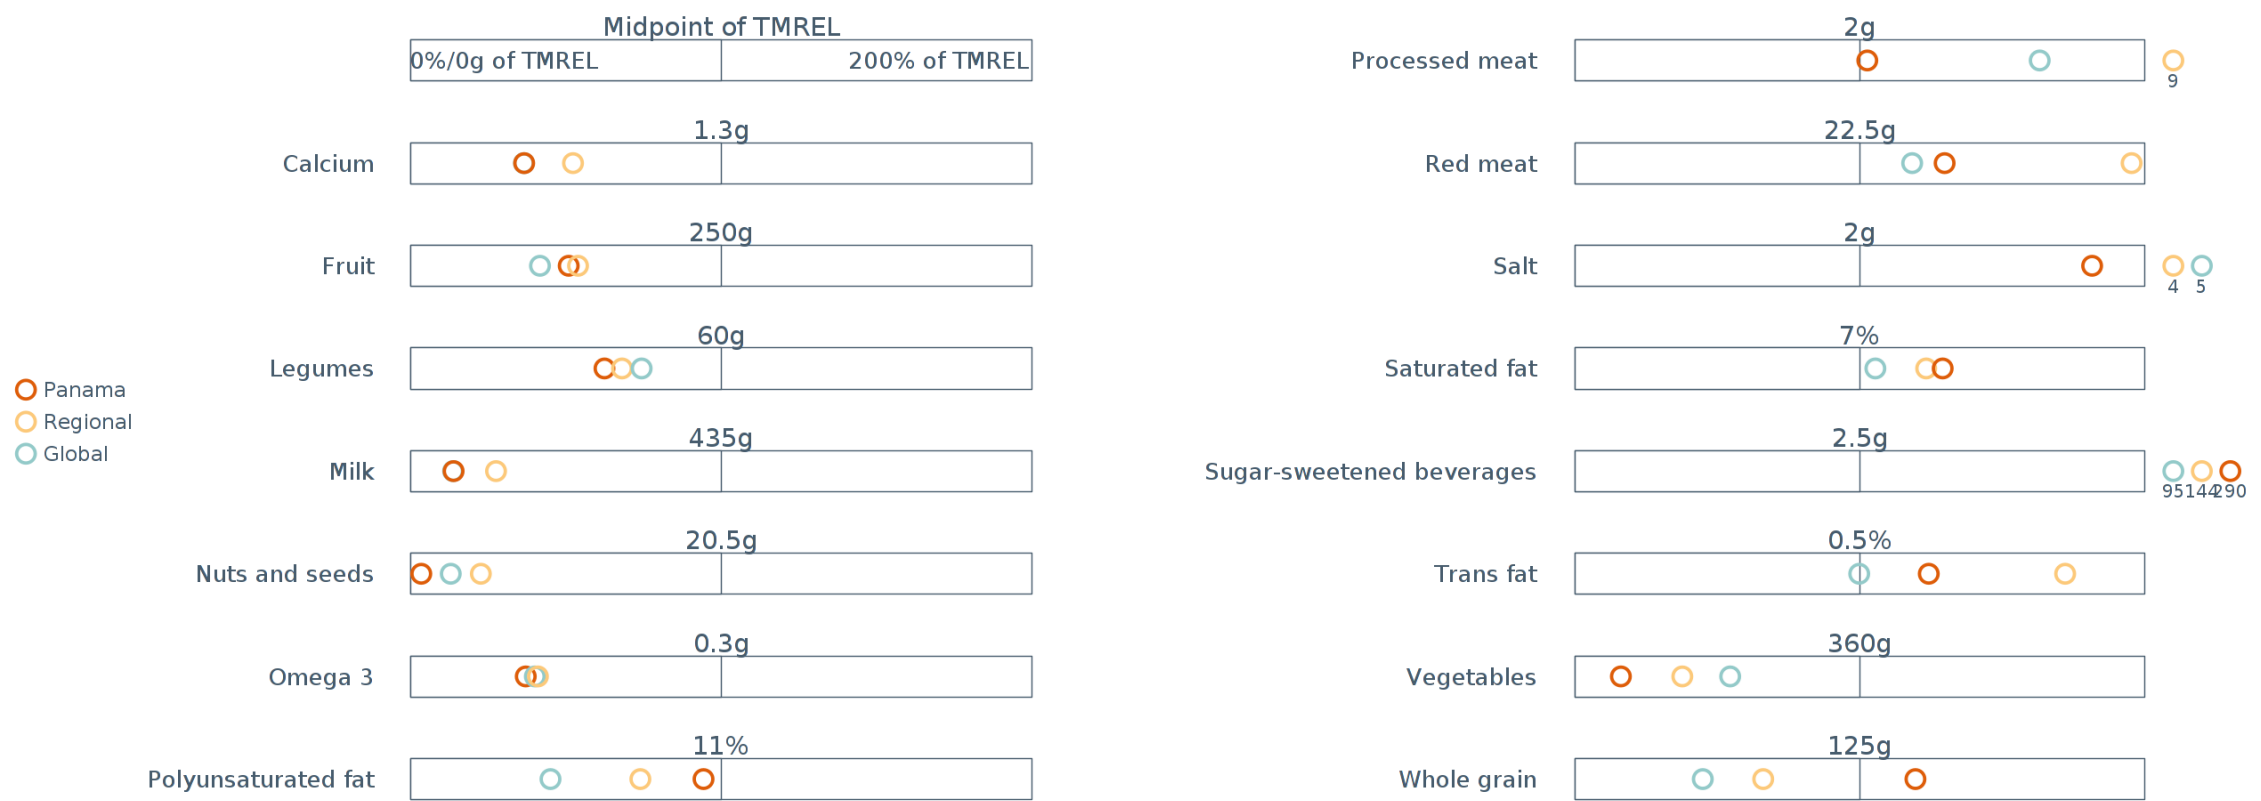 Midpoint of TMREL
0%/0g of TMREL 200% of TMREL
Calcium 1.3g
Fruit 250g
Legumes 60g
Milk 435g
Nuts and seeds 20.5g
Omega 3 0.3g
Polyunsaturated fat 11%
Panama
Regional
Global
Processed meat 2g
9
Red meat 22.5g
Salt 2g
4 5
Saturated fat 7%
Sugar-sweetened beverages 2.5g
95 144 290
Trans fat 0.5%
Vegetables 360g
Whole grain 125g